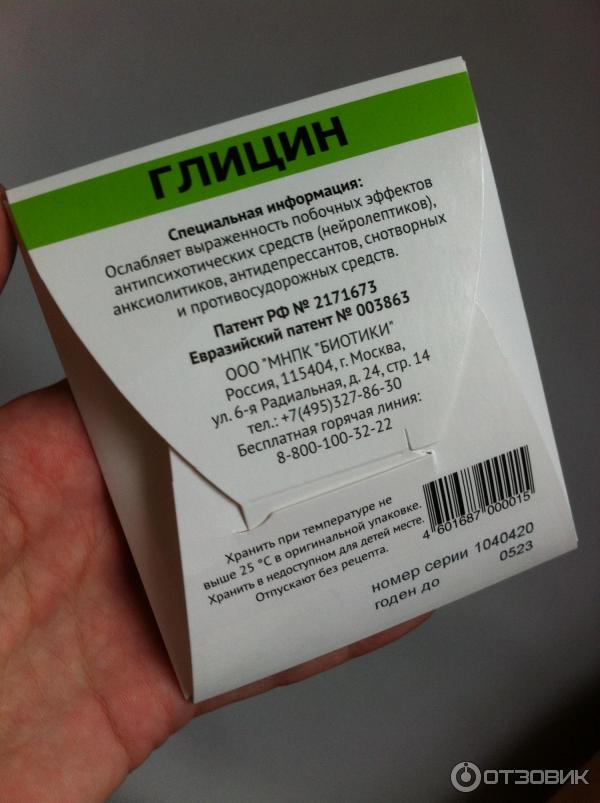 ГЛИЦИН
Специальная информация:
Ослабляет выраженность побочных эффектов
антипсихотических средств (нейролептиков),
анксиолитиков, антидепрессантов, снотворных
и противосудорожных средств.
Патент РФ № 2171673
Евразийский патент № 003863
ООО "МНПК "БИОТИКИ"
Россия, 115404, г. Москва,
ул. 6-я Радиальная, д. 24, стр. 14
тел.: +7(495)327-86-30
Бесплатная горячая линия:
8-800-100-32-22
Хранить при температуре не
выше 25 °С в оригинальной упаковке.
Хранить в недоступном для детей месте.
Отпускают без рецепта.
4 601687 000015
номер серии 1040420
годен до 0523
ОТЗОВИК